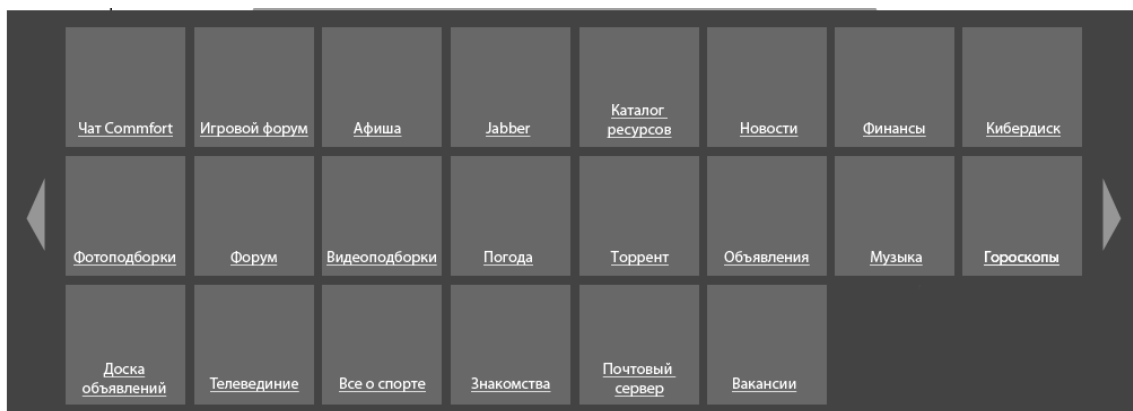 Чат Commfort
Игровой форум
Афиша
Jabber
Каталог
ресурсов
Новости
Финансы
Кибердиск
Фотоподборки
Форум
Видеоподборки
Погода
Торрент
Объявления
Музыка
Гороскопы
Доска
объявлений
Телевединие
Все о спорте
Знакомства
Почтовый
сервер
Вакансии